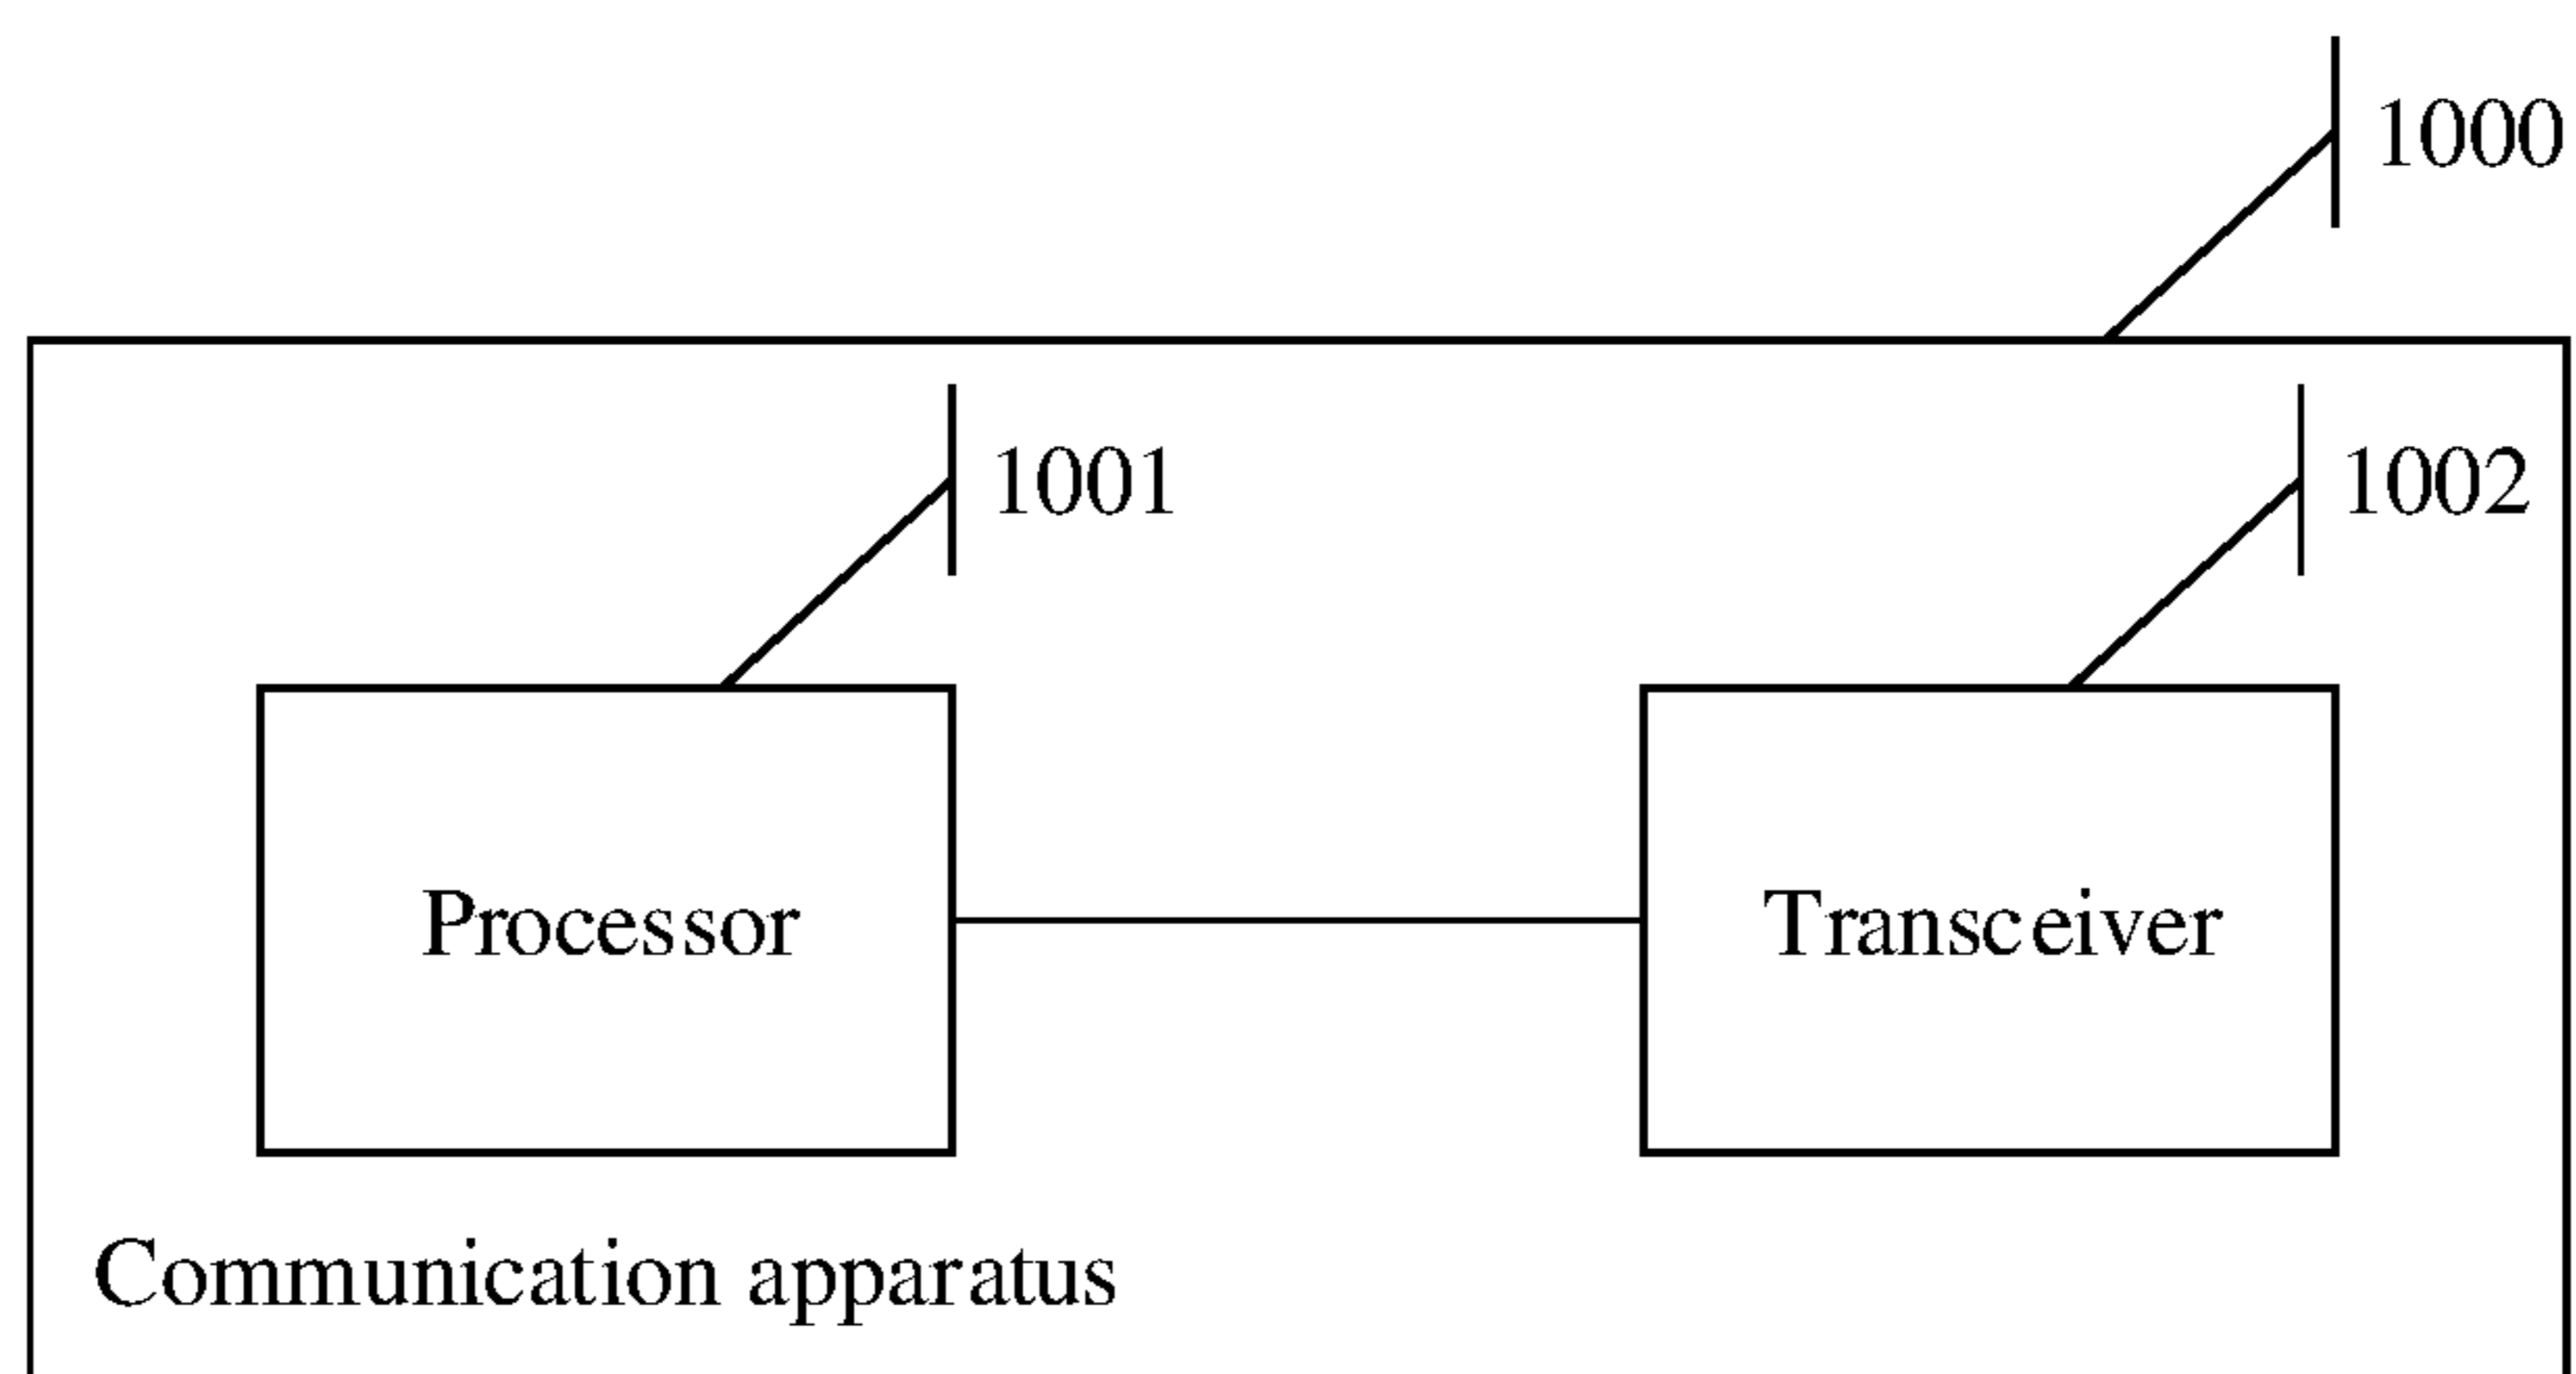 1000
1001
1002
Processor
Transceiver
Communication apparatus